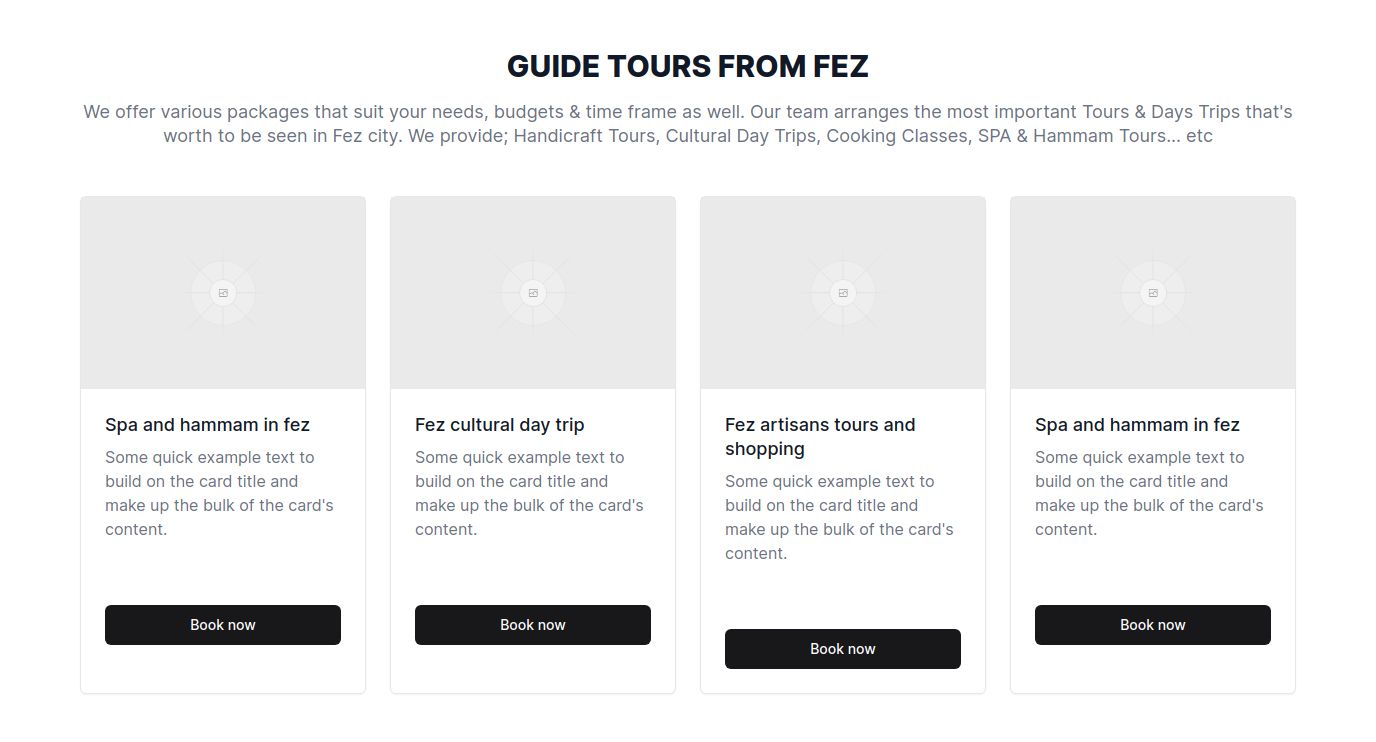 GUIDE TOURS FROM FEZ
We offer various packages that suit your needs, budgets & time frame as well. Our team arranges the most important Tours & Days Trips that's
worth to be seen in Fez city. We provide; Handicraft Tours, Cultural Day Trips, Cooking Classes, SPA & Hammam Tours... etc
Spa and hammam in fez
Some quick example text to
build on the card title and
make up the bulk of the card's
content.
Book now
Fez cultural day trip
Some quick example text to
build on the card title and
make up the bulk of the card's
content.
Book now
Fez artisans tours and
shopping
Some quick example text to
build on the card title and
make up the bulk of the card's
content.
Book now
Spa and hammam in fez
Some quick example text to
build on the card title and
make up the bulk of the card's
content.
Book now